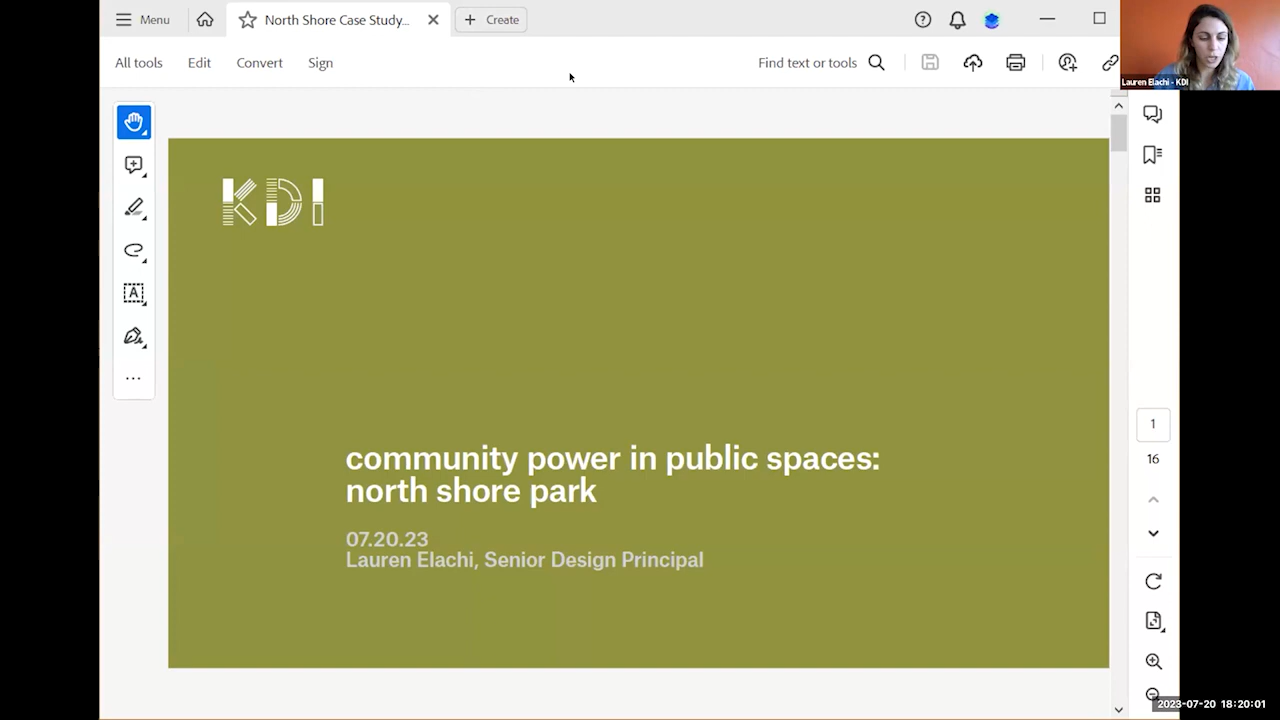 Menu
North Shore Case Study...
Create
All tools
Edit
Convert
Sign
Find text or tools
Lauren Elachi - KDI
KDI
community power in public spaces:
north shore park
07.20.23
Lauren Elachi, Senior Design Principal
1
16
2023-07-20 18:20:01